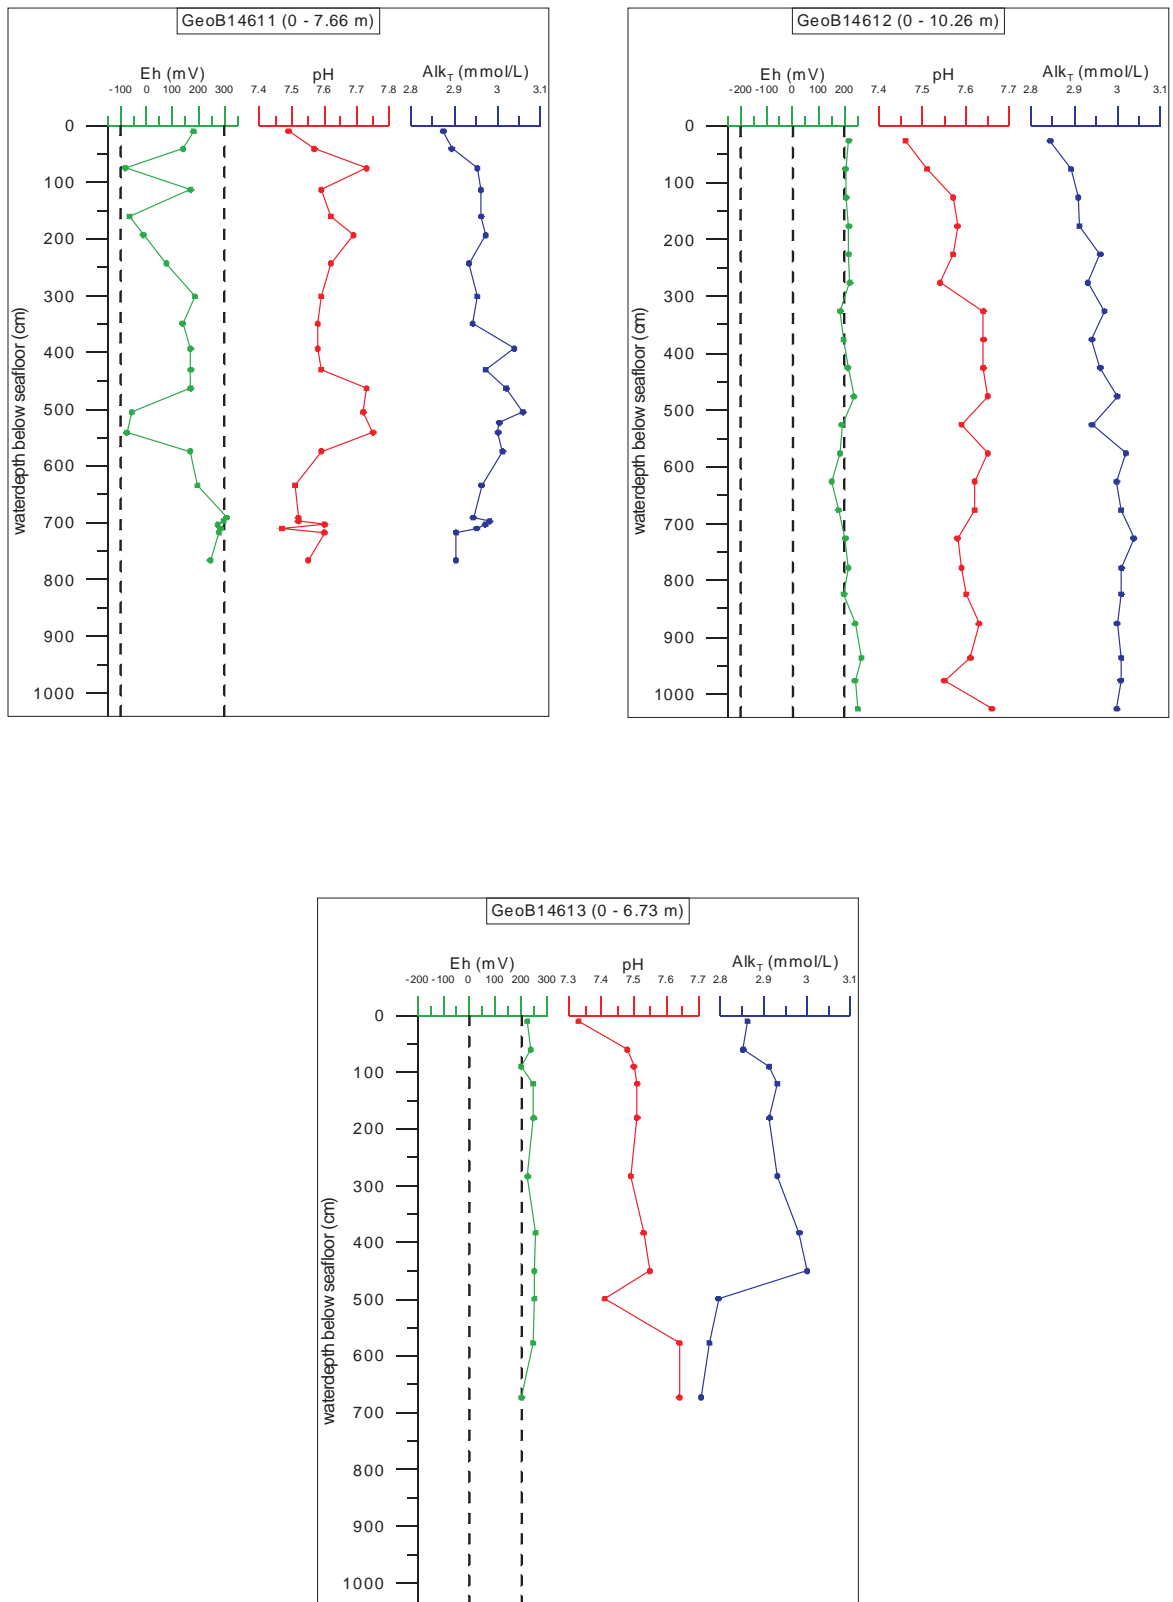 GeoB14611 (0 - 7.66 m)
Eh (mV) pH AlkT (mmol/L)
-100 0 100 200 300 7.4 7.5 7.6 7.7 7.8 2.8 2.9 3 3.1
0
100
200
300
400
500
600
700
800
900
1000
waterdepth below seafloor (cm)
GeoB14612 (0 - 10.26 m)
Eh (mV) pH AlkT (mmol/L)
-200 -100 0 100 200 7.4 7.5 7.6 7.7 2.8 2.9 3 3.1
0
100
200
300
400
500
600
700
800
900
1000
waterdepth below seafloor (cm)
GeoB14613 (0 - 6.73 m)
Eh (mV) pH AlkT (mmol/L)
-200 -100 0 100 200 300 7.3 7.4 7.5 7.6 7.7 2.8 2.9 3 3.1
0
100
200
300
400
500
600
700
800
900
1000
waterdepth below seafloor (cm)